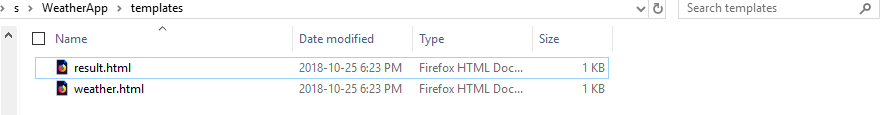 s > WeatherApp > templates Search templates
Name Date modified Type Size
result.html 2018-10-25 6:23 PM Firefox HTML Doc... 1 KB
weather.html 2018-10-25 6:23 PM Firefox HTML Doc... 1 KB